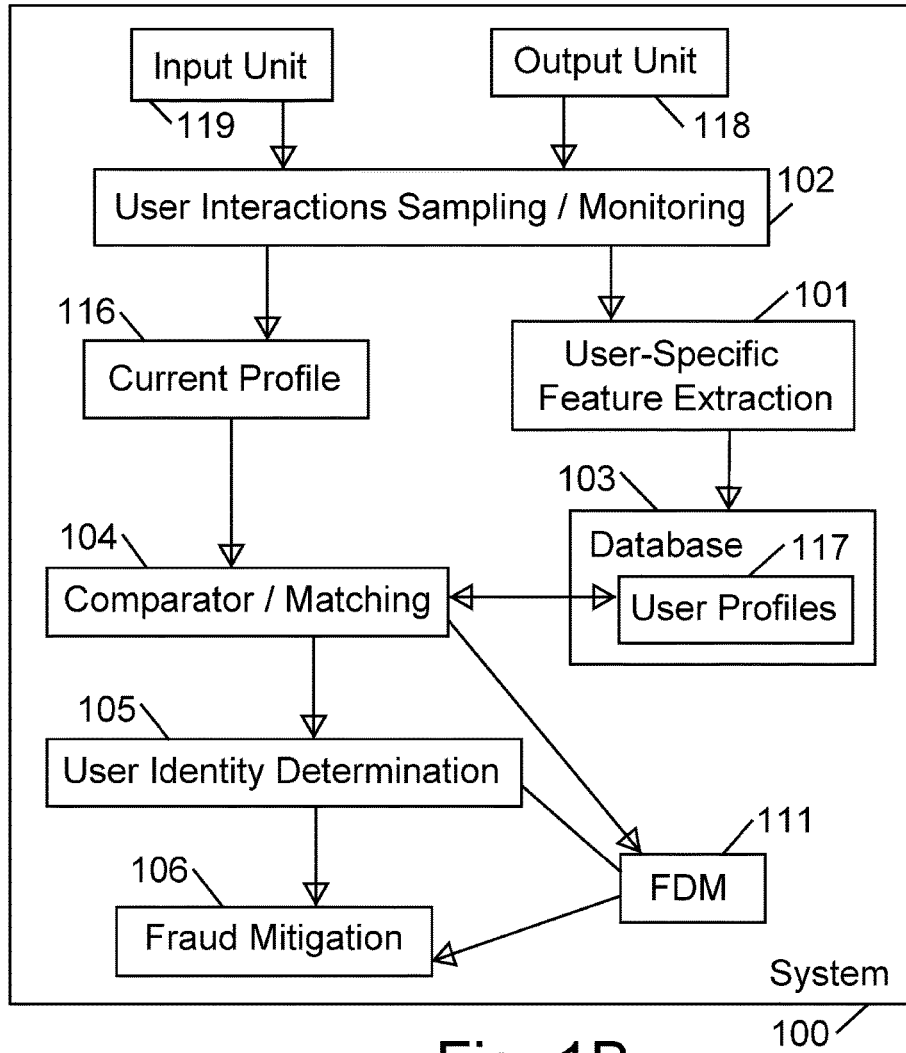 Input Unit
119
Output Unit
118
User Interactions Sampling / Monitoring
102
116
Current Profile
101
User-Specific
Feature Extraction
103
Database
117
User Profiles
104
Comparator / Matching
105
User Identity Determination
111
FDM
106
Fraud Mitigation
System
100
Fig. 1B